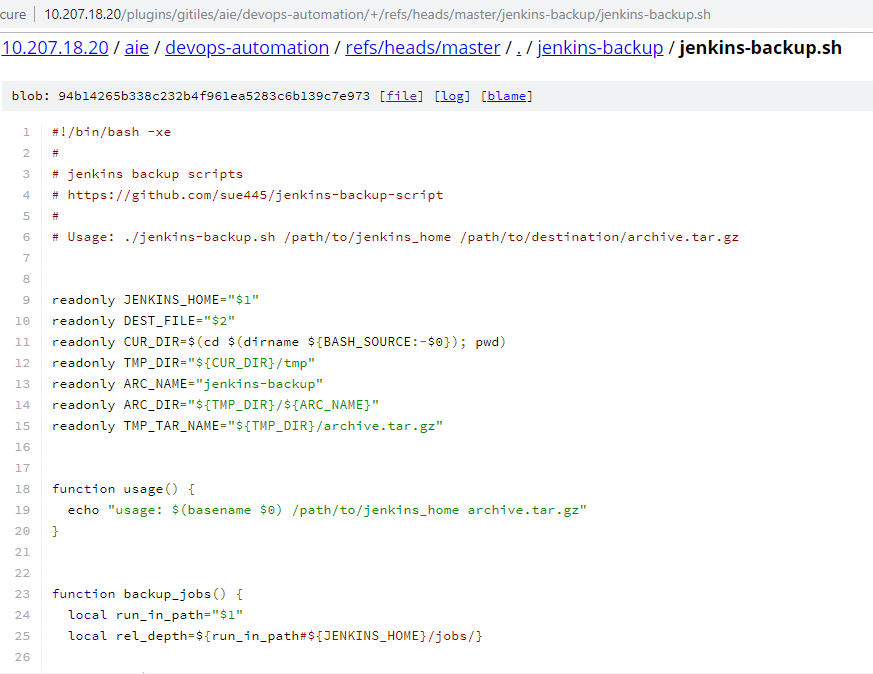 cure | 10.207.18.20/plugins/gitiles/aie/devops-automation/+/refs/heads/master/jenkins-backup/jenkins-backup.sh
10.207.18.20 / aie / devops-automation / refs/heads/master / . / jenkins-backup / jenkins-backup.sh
blob: 94b14265b338c232b4f961ea5283c6b139c7e973 [file] [log] [blame]
1 #!/bin/bash -xe
2 #
3 # jenkins backup scripts
4 # https://github.com/sue445/jenkins-backup-script
5 #
6 # Usage: ./jenkins-backup.sh /path/to/jenkins_home /path/to/destination/archive.tar.gz
7
8
9 readonly JENKINS_HOME="$1"
10 readonly DEST_FILE="$2"
11 readonly CUR_DIR=$(cd $(dirname ${BASH_SOURCE:-$0}); pwd)
12 readonly TMP_DIR="${CUR_DIR}/tmp"
13 readonly ARC_NAME="jenkins-backup"
14 readonly ARC_DIR="${TMP_DIR}/${ARC_NAME}"
15 readonly TMP_TAR_NAME="${TMP_DIR}/archive.tar.gz"
16
17
18 function usage() {
19   echo "usage: $(basename $0) /path/to/jenkins_home archive.tar.gz"
20 }
21
22
23 function backup_jobs() {
24   local run_in_path="$1"
25   local rel_depth=${run_in_path#${JENKINS_HOME}/jobs/}
26